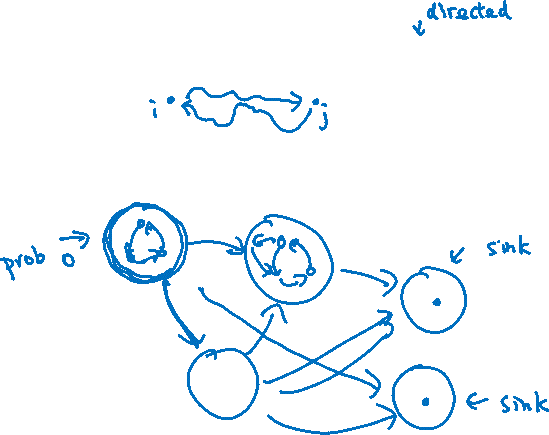 directed
i j
sink
prob 0
sink